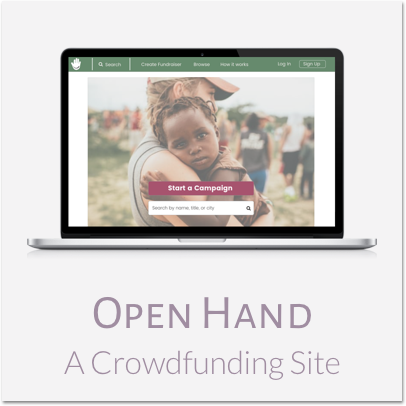 Search Create Fundraiser Browse How it works Log In Sign Up
Start a Campaign
Search by name, title, or city
OPEN HAND
A Crowdfunding Site